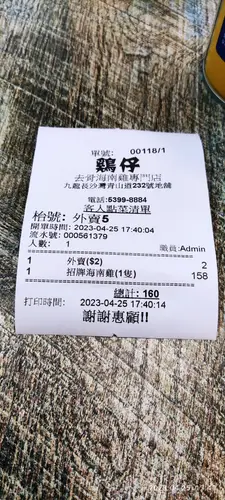 單號: 00118/1
鷄仔
去哥海南雞專門店
九龍長沙灣青山道232號地舖
電話:5399-8884
客人點菜清單
枱號: 外賣5
開單時間: 2023-04-25 17:40:04
流水號: 000561379
人數: 1 職員:Admin
1 外賣($2) 2
1 招牌海南雞(1隻) 158
總計: 160
打印時間: 2023-04-25 17:40:14
謝謝惠顧!!